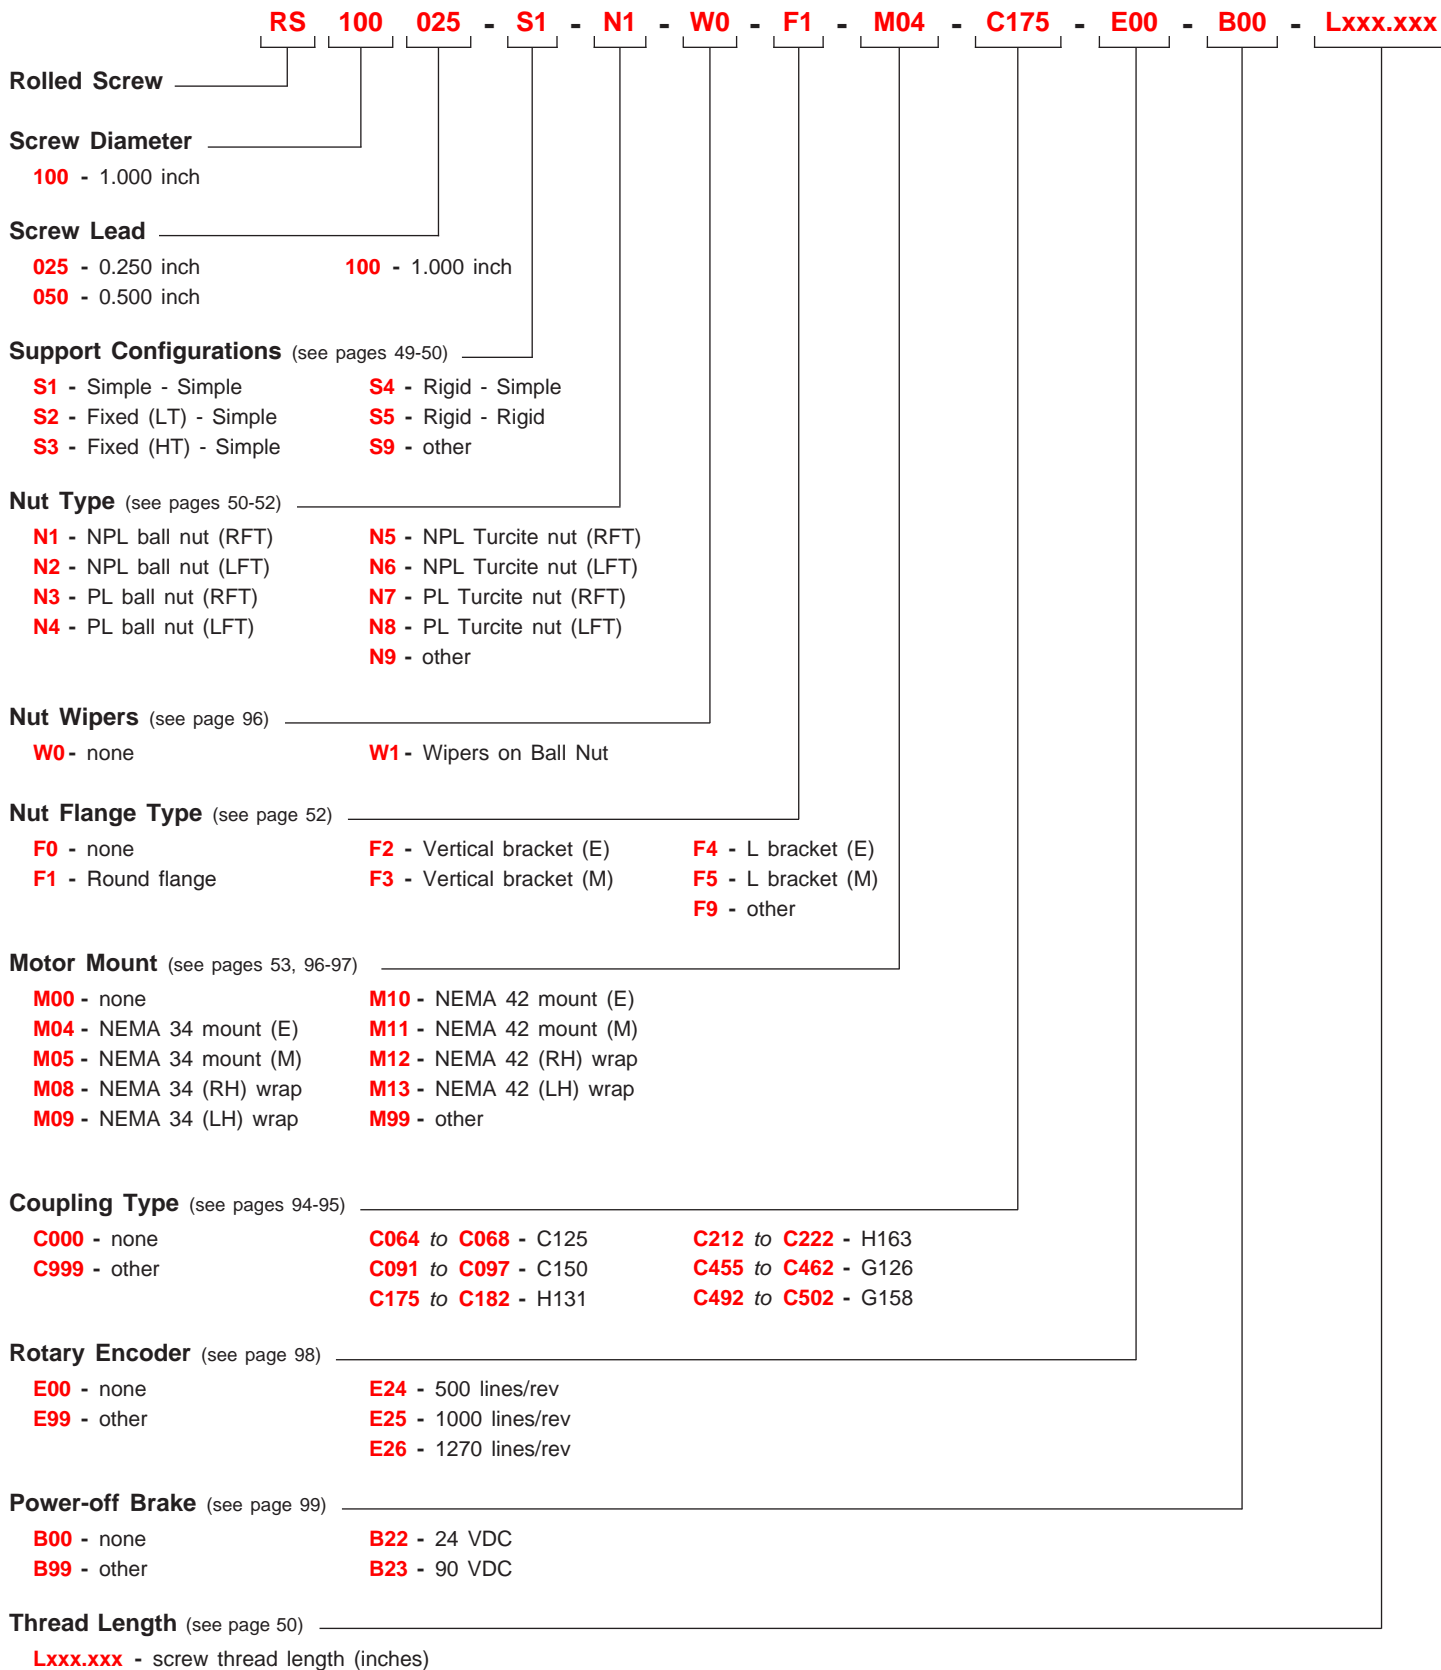 RS 100 025 - S1 - N1 - W0 - F1 - M04 - C175 - E00 - B00 - Lxxx.xxx
Rolled Screw
Screw Diameter
100 - 1.000 inch
Screw Lead
025 - 0.250 inch 100 - 1.000 inch
050 - 0.500 inch
Support Configurations (see pages 49-50)
S1 - Simple - Simple S4 - Rigid - Simple
S2 - Fixed (LT) - Simple S5 - Rigid - Rigid
S3 - Fixed (HT) - Simple S9 - other
Nut Type (see pages 50-52)
N1 - NPL ball nut (RFT) N5 - NPL Turcite nut (RFT)
N2 - NPL ball nut (LFT) N6 - NPL Turcite nut (LFT)
N3 - PL ball nut (RFT) N7 - PL Turcite nut (RFT)
N4 - PL ball nut (LFT) N8 - PL Turcite nut (LFT)
N9 - other
Nut Wipers (see page 96)
W0 - none W1 - Wipers on Ball Nut
Nut Flange Type (see page 52)
F0 - none F2 - Vertical bracket (E) F4 - L bracket (E)
F1 - Round flange F3 - Vertical bracket (M) F5 - L bracket (M)
F9 - other
Motor Mount (see pages 53, 96-97)
M00 - none M10 - NEMA 42 mount (E)
M04 - NEMA 34 mount (E) M11 - NEMA 42 mount (M)
M05 - NEMA 34 mount (M) M12 - NEMA 42 (RH) wrap
M08 - NEMA 34 (RH) wrap M13 - NEMA 42 (LH) wrap
M09 - NEMA 34 (LH) wrap M99 - other
Coupling Type (see pages 94-95)
C000 - none C064 to C068 - C125 C212 to C222 - H163
C999 - other C091 to C097 - C150 C455 to C462 - G126
C175 to C182 - H131 C492 to C502 - G158
Rotary Encoder (see page 98)
E00 - none E24 - 500 lines/rev
E99 - other E25 - 1000 lines/rev
E26 - 1270 lines/rev
Power-off Brake (see page 99)
B00 - none B22 - 24 VDC
B99 - other B23 - 90 VDC
Thread Length (see page 50)
Lxxx.xxx - screw thread length (inches)